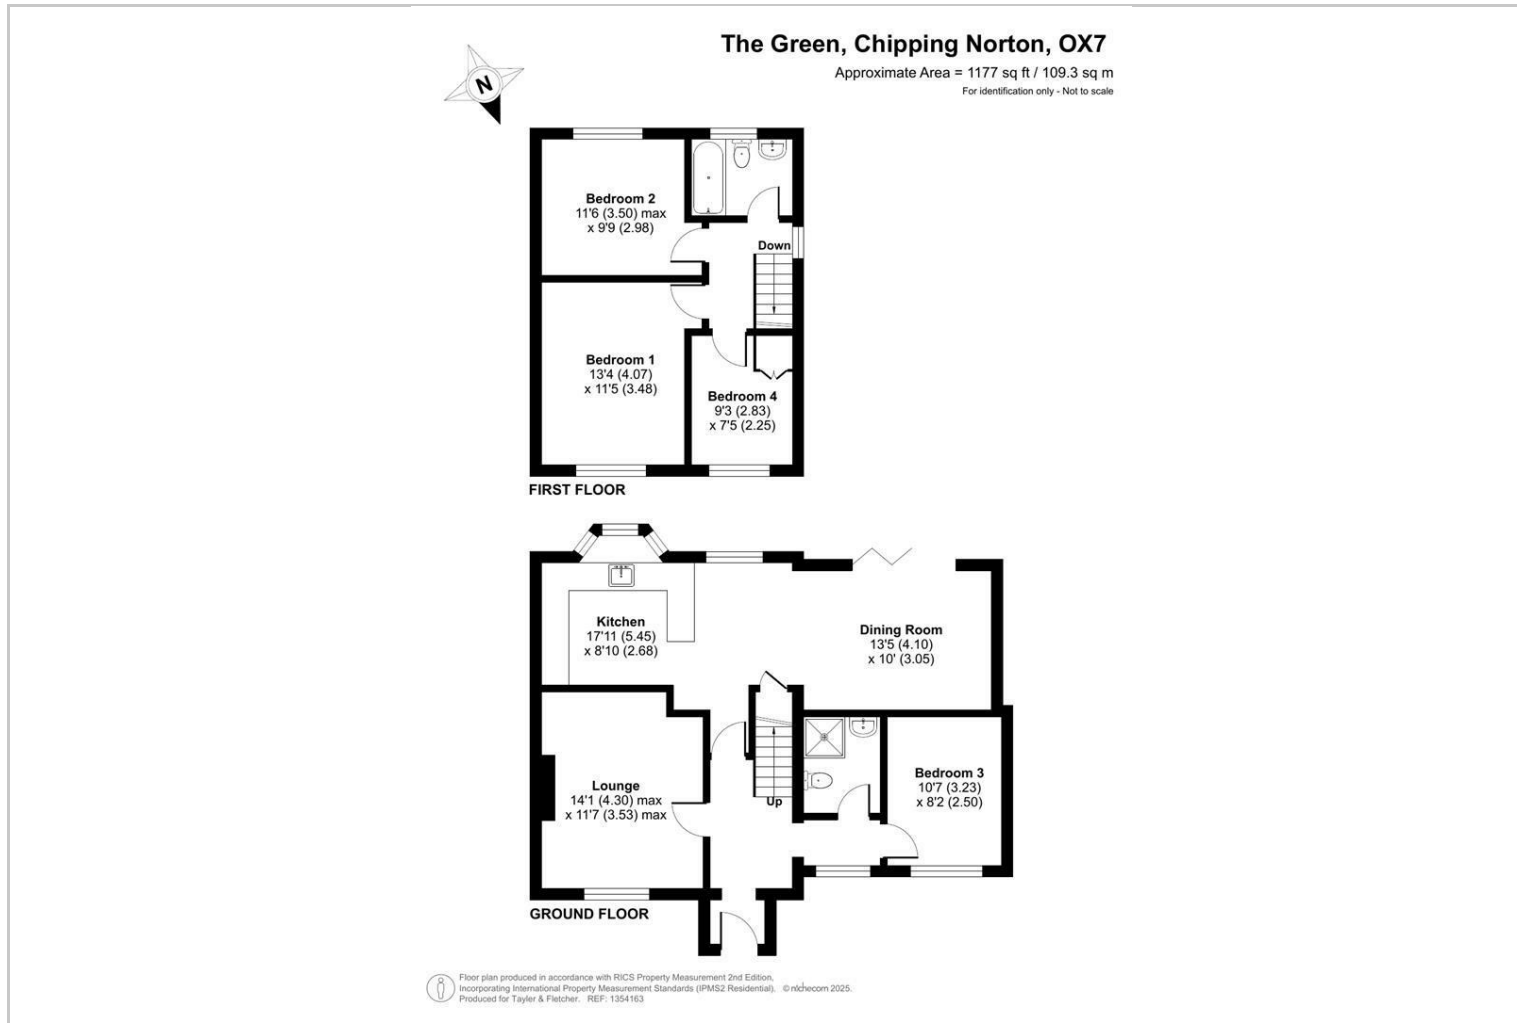 The Green, Chipping Norton, OX7
Approximate Area = 1177 sq ft / 109.3 sq m
For identification only - Not to scale
N
Bedroom 2
11'6 (3.50) max
x 9'9 (2.98)
Down
Bedroom 1
13'4 (4.07)
x 11'5 (3.48)
Bedroom 4
9'3 (2.83)
x 7'5 (2.25)
FIRST FLOOR
Kitchen
17'11 (5.45)
x 8'10 (2.68)
Dining Room
13'5 (4.10)
x 10' (3.05)
Lounge
14'1 (4.30) max
x 11'7 (3.53) max
Up
Bedroom 3
10'7 (3.23)
x 8'2 (2.50)
GROUND FLOOR
Floor plan produced in accordance with RICS Property Measurement 2nd Edition.
Incorporating International Property Measurement Standards (IPMS2 Residential). © nichecom 2025.
Produced for Tayler & Fletcher. REF: 1354163